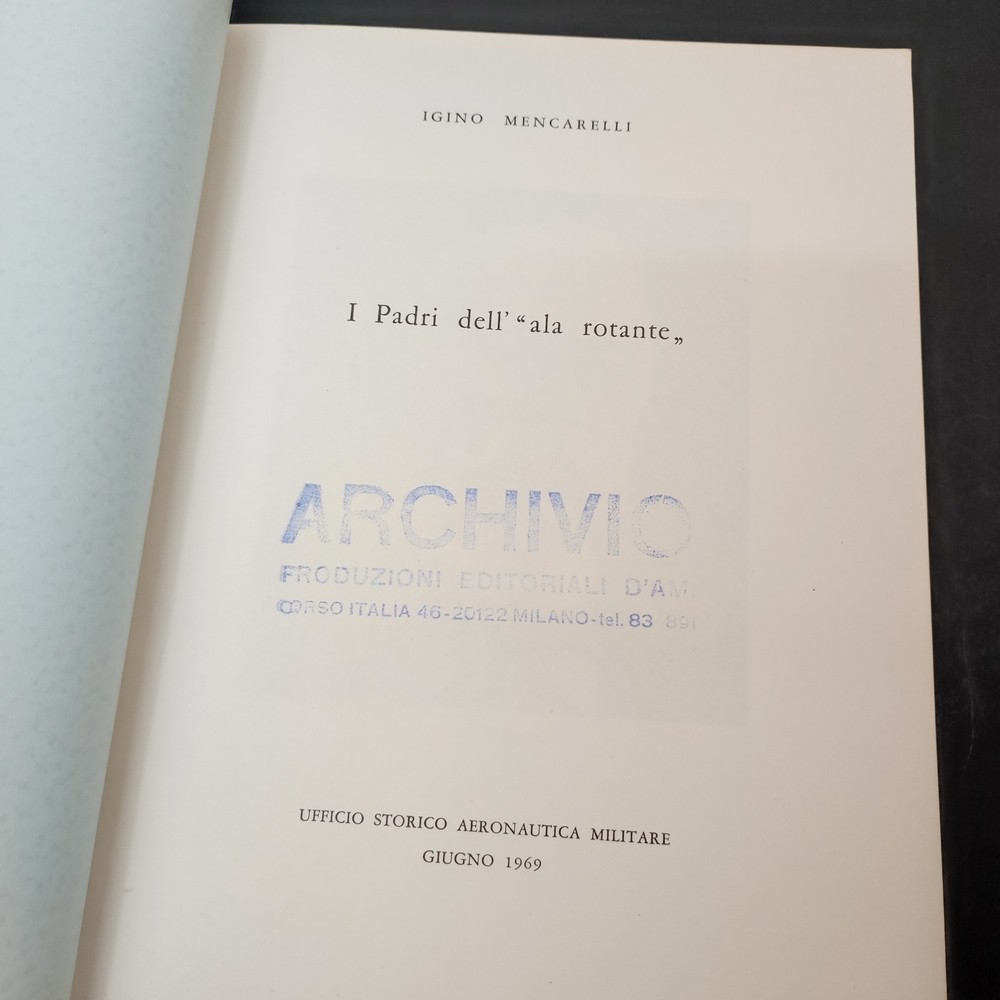 IGINO MENCARELLI
I Padri dell' “ala rotante„
ARCHIVIO
PRODUZIONI EDITORIALI
CORSO ITALIA 46-20122 MILANO-tel. 83
UFFICIO STORICO AERONAUTICA MILITARE
GIUGNO 1969